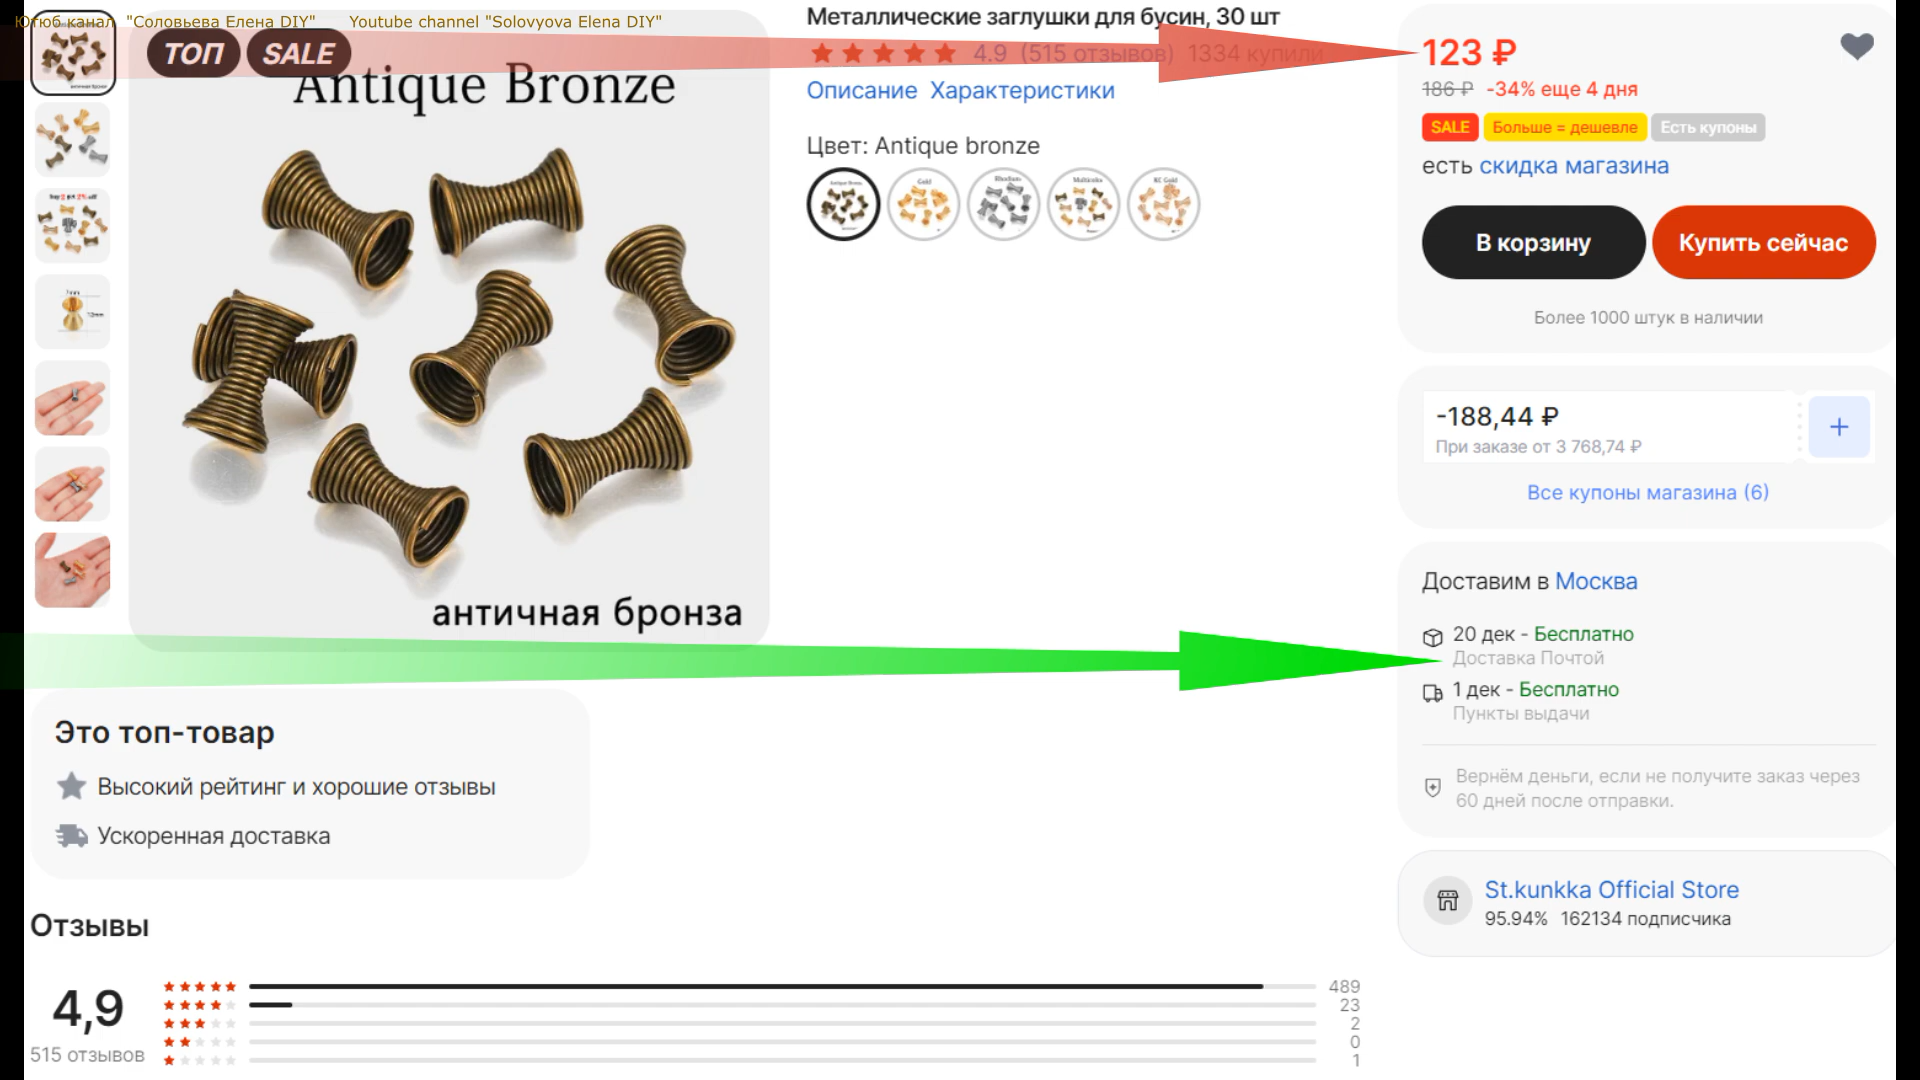 Ютюб канал "Соловьева Елена DIY" Youtube channel "Solovyova Elena DIY"
ТОП
SALE
Antique Bronze
античная бронза
Металлические заглушки для бусин, 30 шт
4.9 (515 отзывов) 1334 купили
Описание Характеристики
Цвет: Antique bronze
Gold
Rhodium
KC Gold
123 ₽
186 ₽ -34% еще 4 дня
SALE Больше = дешевле Есть купоны
есть скидка магазина
В корзину
Купить сейчас
Более 1000 штук в наличии
-188,44 ₽
+
При заказе от 3 768,74 ₽
Все купоны магазина (6)
Доставим в Москва
20 дек - Бесплатно
Доставка Почтой
1 дек - Бесплатно
Пункты выдачи
Вернём деньги, если не получите заказ через
60 дней после отправки.
St.kunkka Official Store
95.94% 162134 подписчика
Это топ-товар
Высокий рейтинг и хорошие отзывы
Ускоренная доставка
Отзывы
4,9
515 отзывов
489
23
2
0
1